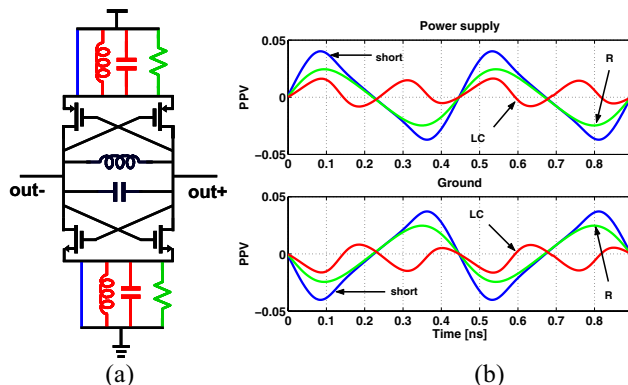 out-
out+
(a)
Power supply
PPV
0.05
0
−0.05
short
R
LC
0
0.1
0.2
0.3
0.4
0.5
0.6
0.7
0.8
Ground
PPV
0.05
0
−0.05
LC
short
R
0
0.1
0.2
0.3
0.4
0.5
0.6
0.7
0.8
Time [ns]
(b)